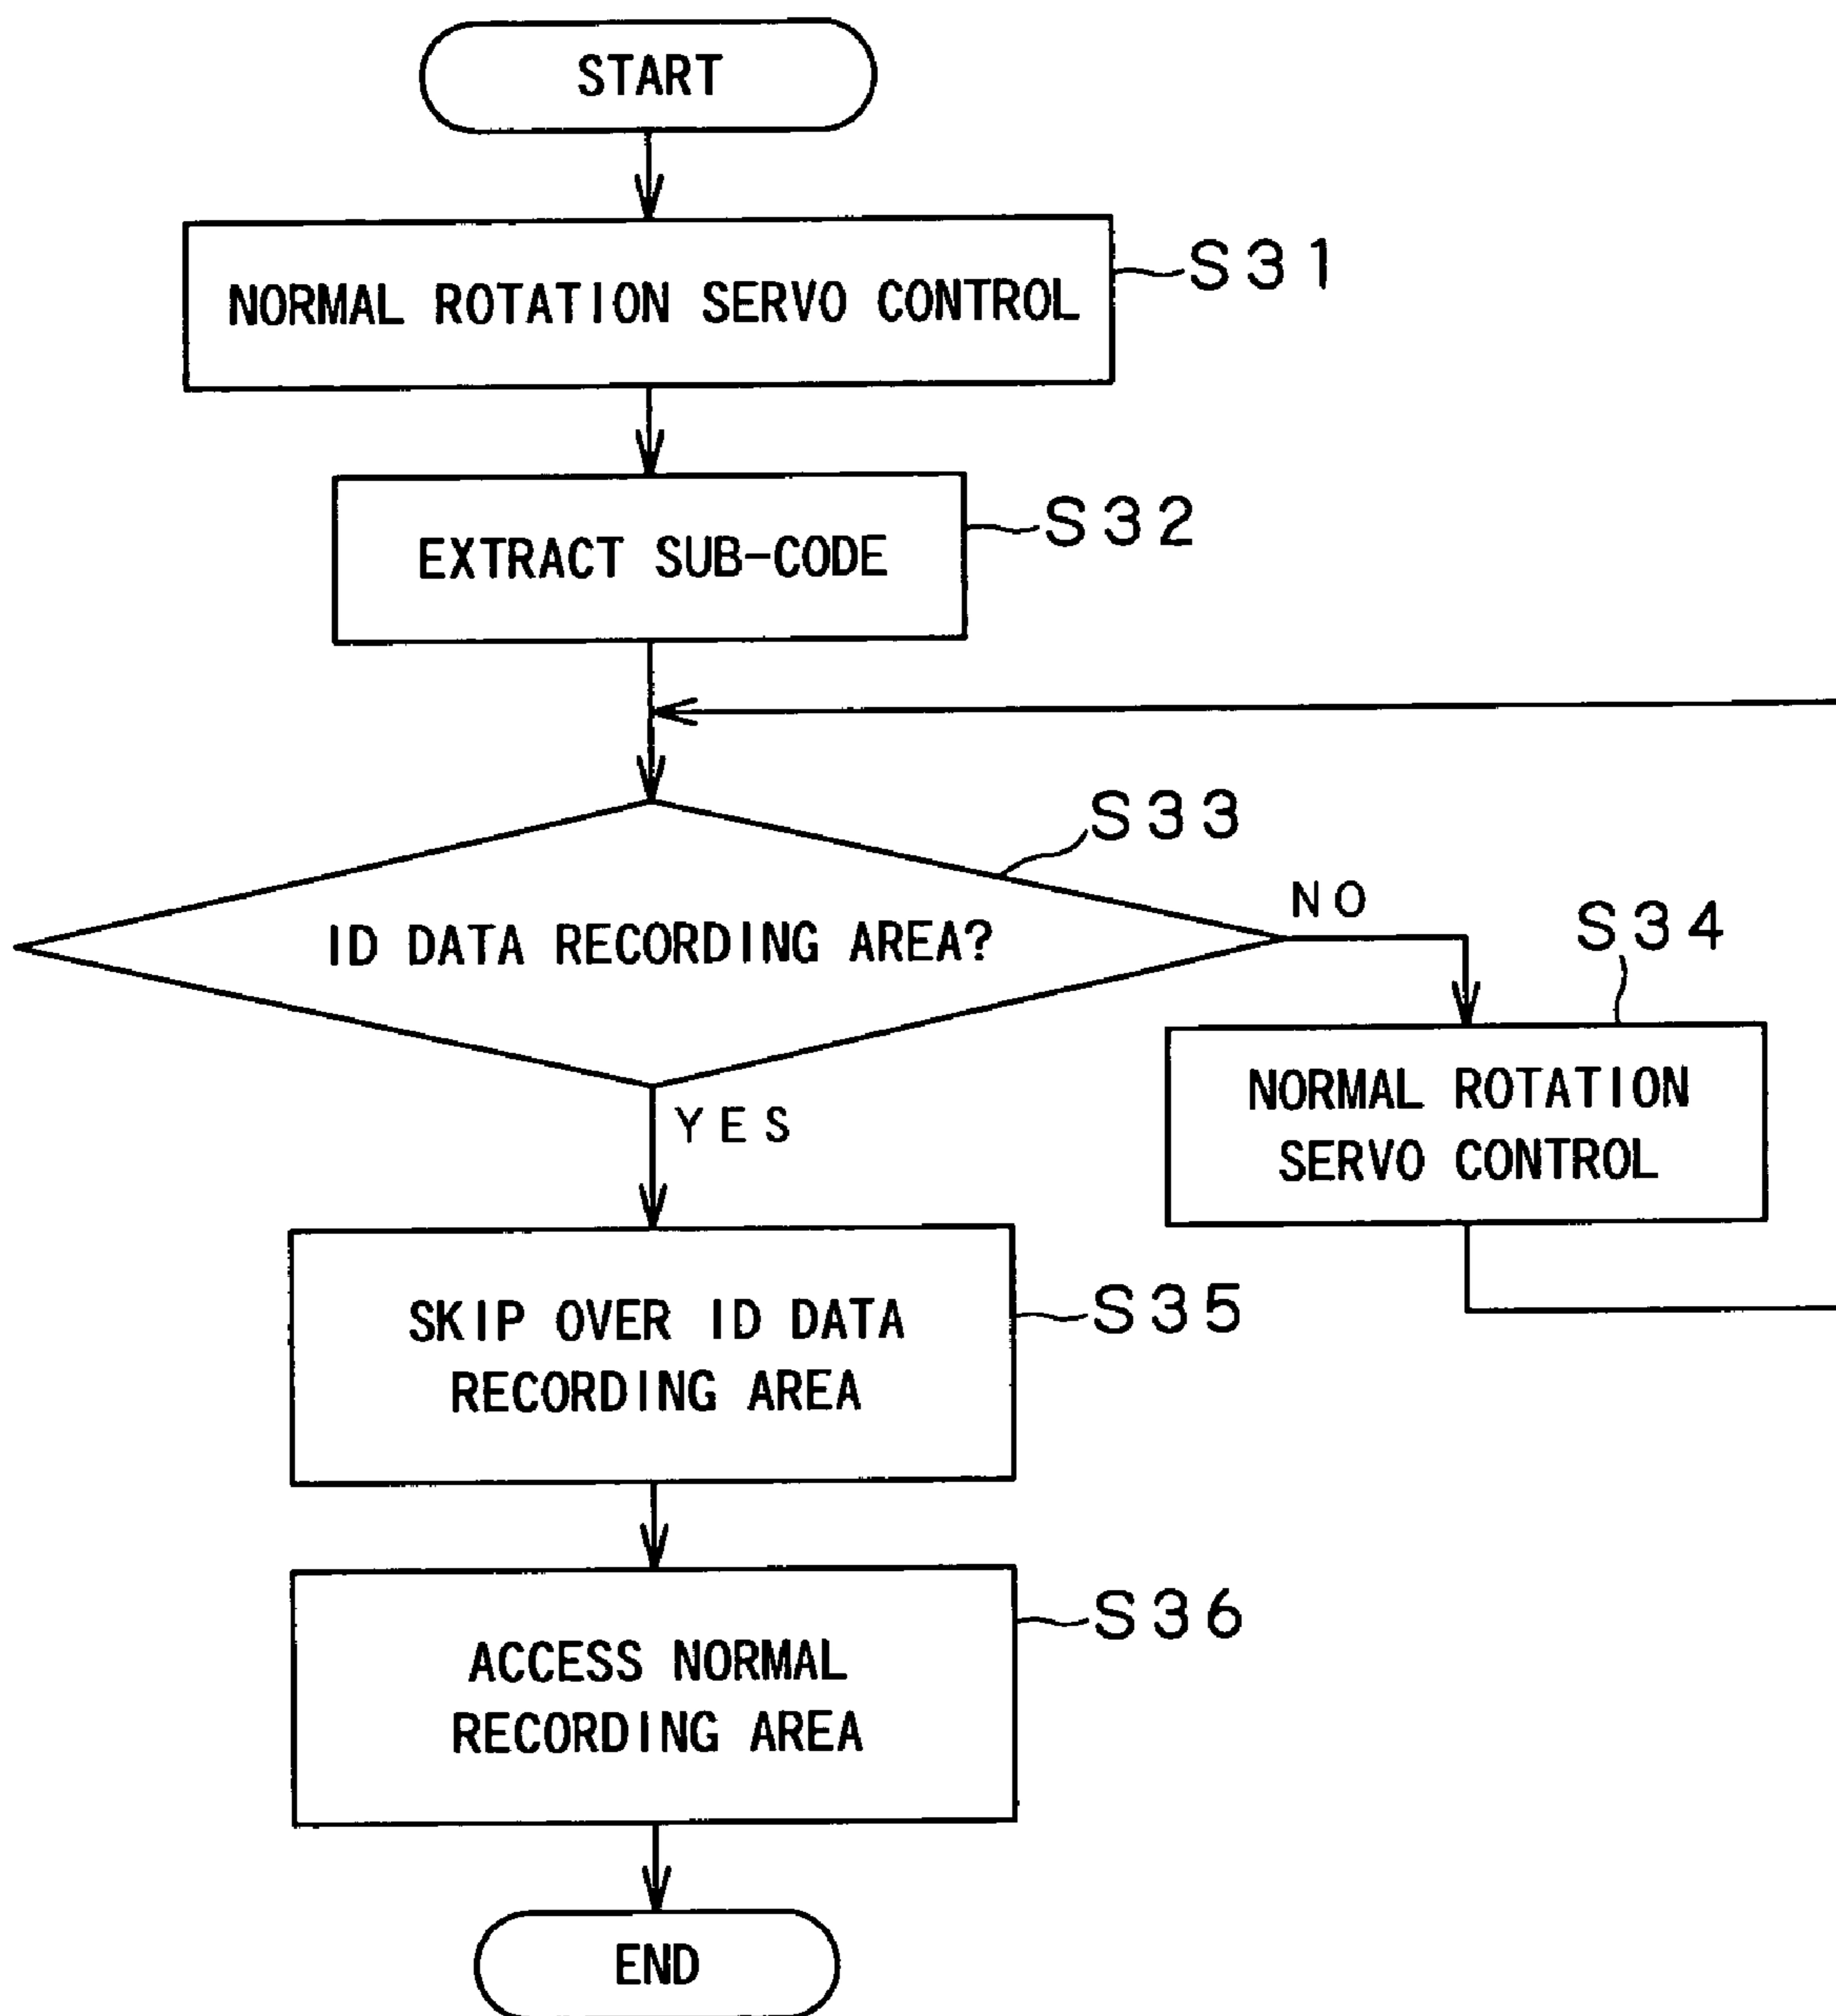 START
NORMAL ROTATION SERVO CONTROL
S31
EXTRACT SUB-CODE
S32
S33
ID DATA RECORDING AREA?
NO
S34
NORMAL ROTATION
SERVO CONTROL
YES
SKIP OVER ID DATA
RECORDING AREA
S35
ACCESS NORMAL
RECORDING AREA
S36
END